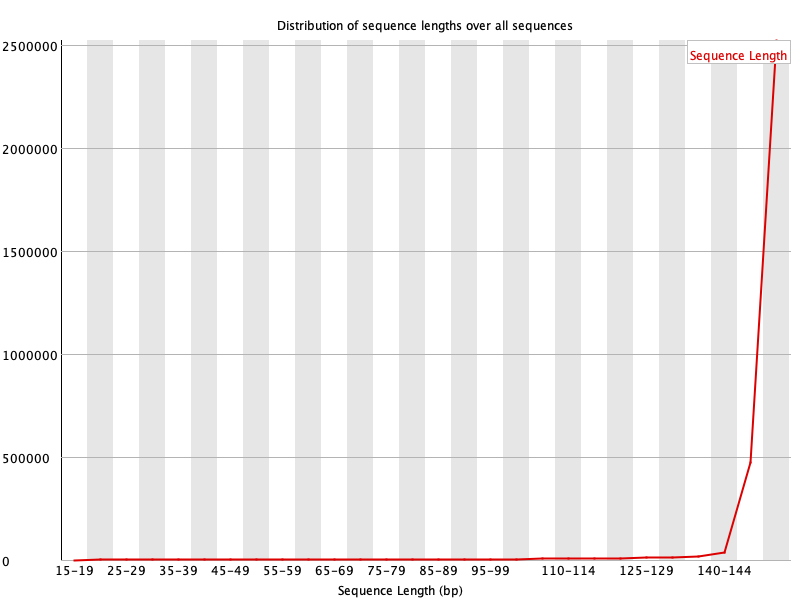 Distribution of sequence lengths over all sequences
2500000
Sequence Length
2000000
1500000
1000000
500000
0
15-19 25-29 35-39 45-49 55-59 65-69 75-79 85-89 95-99 110-114 125-129 140-144
Sequence Length (bp)